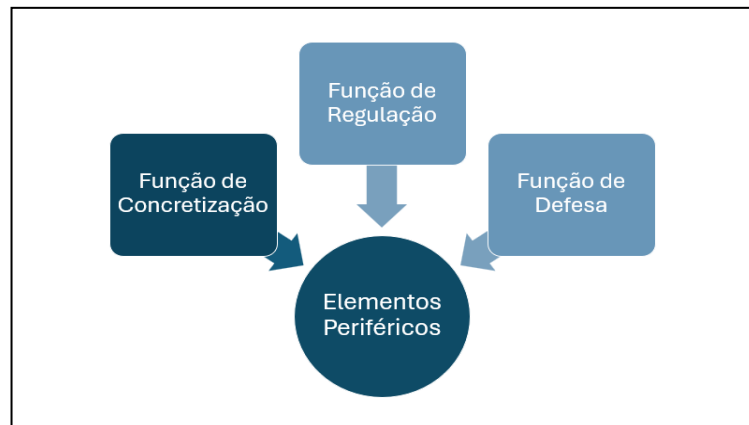 Função de
Regulação
Função de
Concretização
Função de
Defesa
Elementos
Periféricos